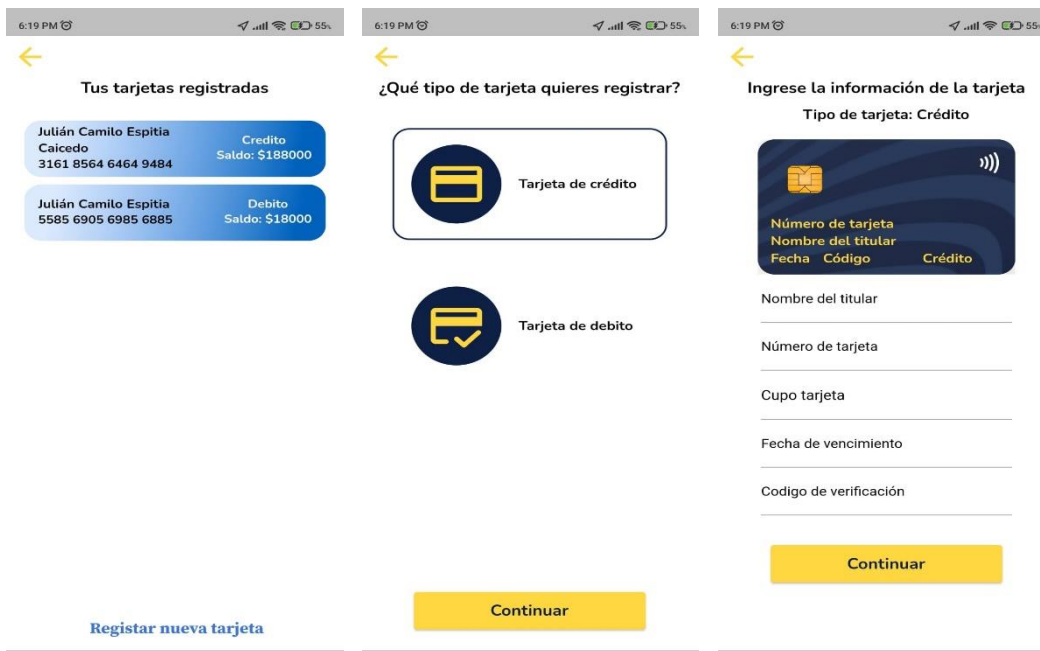 6:19 PM
55
Tus tarjetas registradas
Julián Camilo Espitia
Caicedo
3161 8564 6464 9484
Credito
Saldo: $188000
Julián Camilo Espitia
5585 6905 6985 6885
Debito
Saldo: $18000
Registar nueva tarjeta
6:19 PM
55
¿Qué tipo de tarjeta quieres registrar?
Tarjeta de crédito
Tarjeta de debito
Continuar
6:19 PM
55
Ingrese la información de la tarjeta
Tipo de tarjeta: Crédito
Número de tarjeta
Nombre del titular
Fecha Código Crédito
Nombre del titular
Número de tarjeta
Cupo tarjeta
Fecha de vencimiento
Codigo de verificación
Continuar